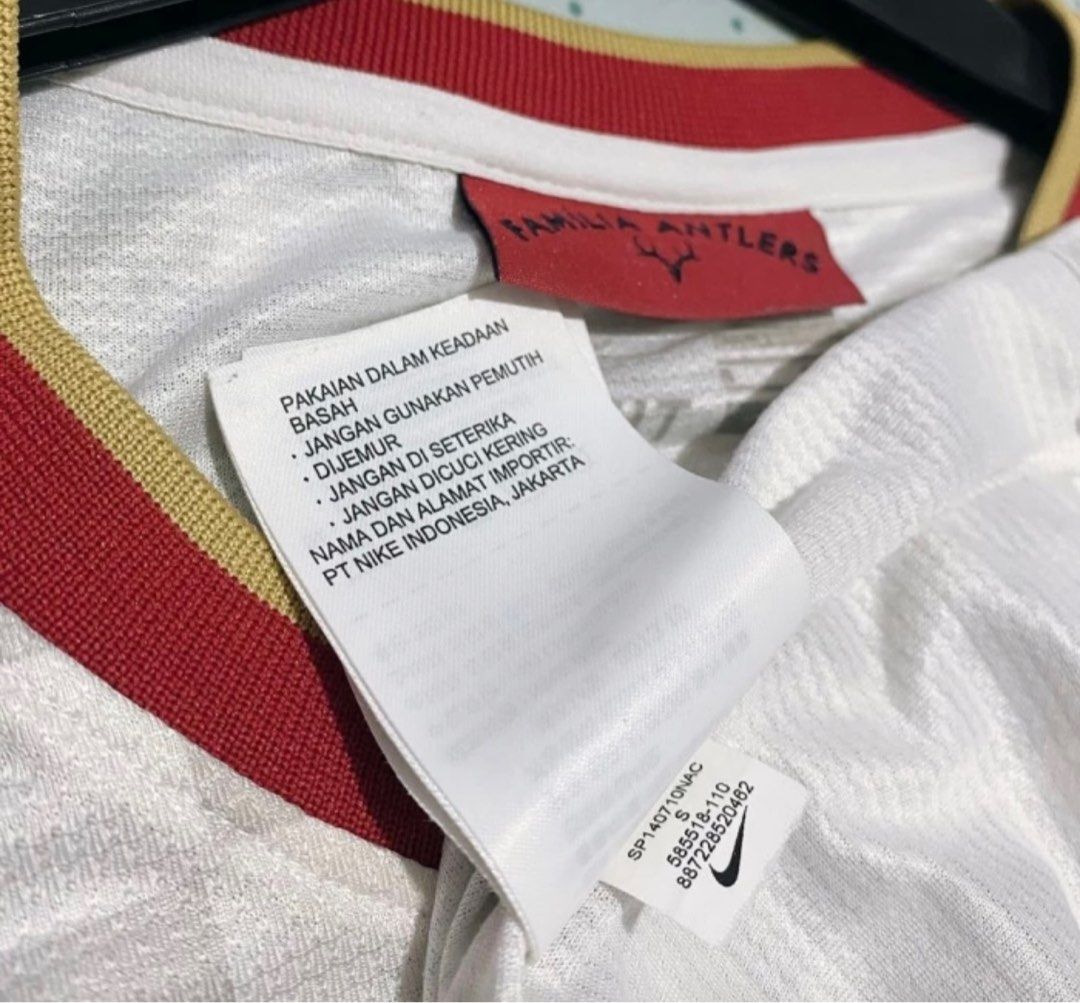 FAMILIA ANTLERS
PAKAIAN DALAM KEADAAN
BASAH
· JANGAN GUNAKAN PEMUTIH
· DIJEMUR
· JANGAN DI SETERIKA
· JANGAN DICUCI KERING
NAMA DAN ALAMAT IMPORTIR:
PT NIKE INDONESIA, JAKARTA
SP140710NAC
S
585518-110
887228520462